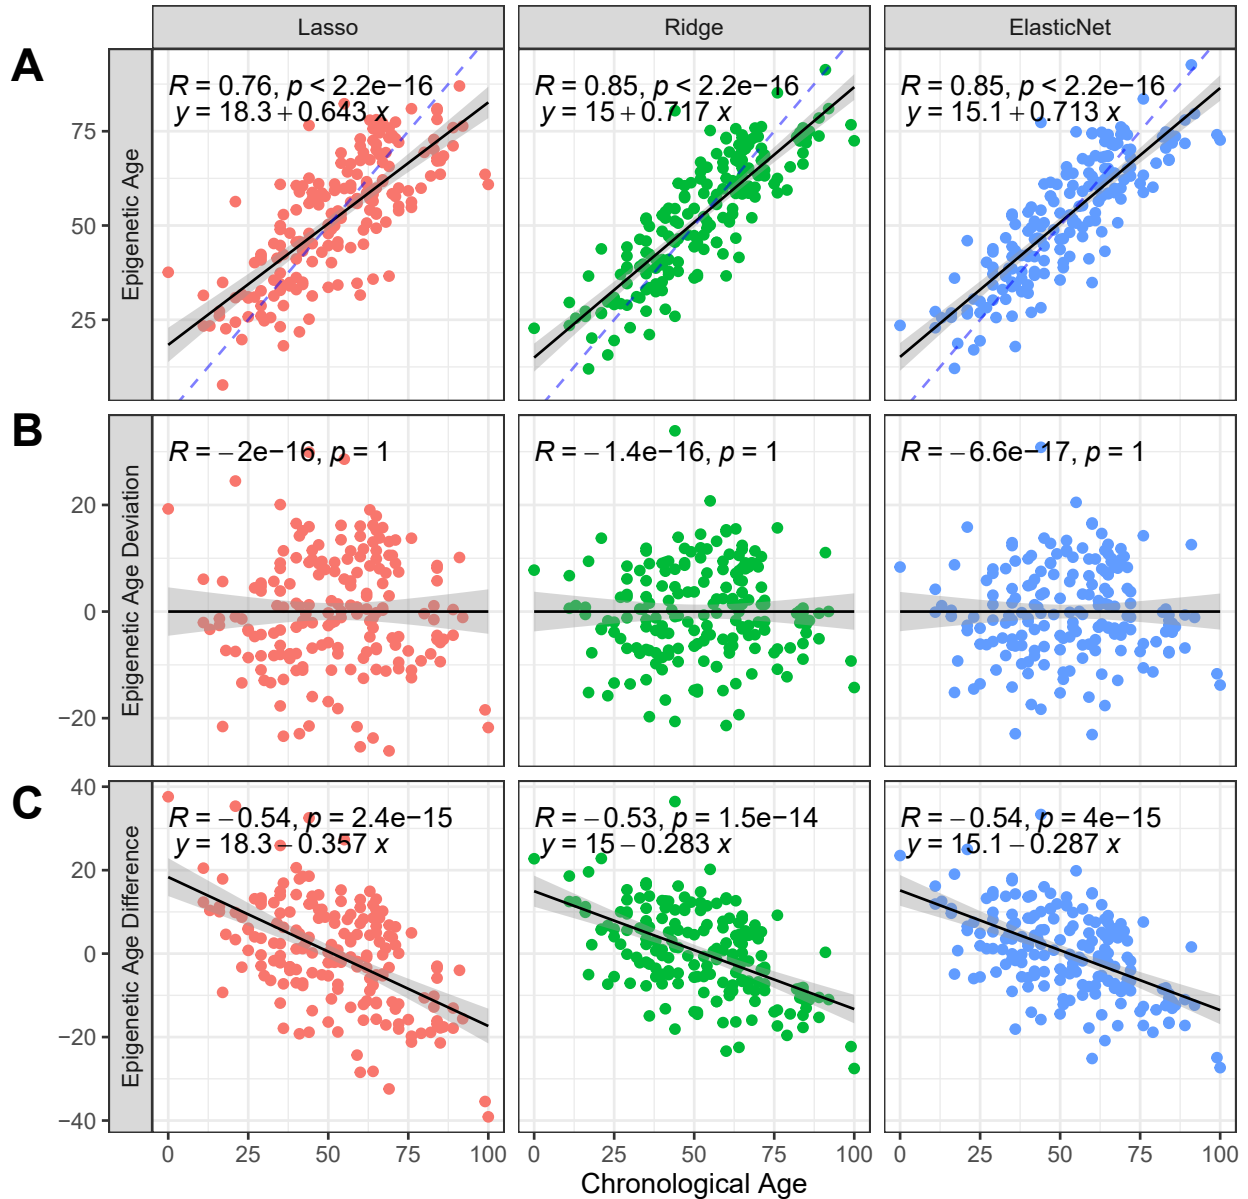 Lasso
Ridge
ElasticNet
A
Epigenetic Age
75
50
25
R = 0.76, p < 2.2e−16
y = 18.3 + 0.643 x
R = 0.85, p < 2.2e−16
y = 15 + 0.717 x
R = 0.85, p < 2.2e−16
y = 15.1 + 0.713 x
B
Epigenetic Age Deviation
20
0
−20
R = −2e−16, p = 1
R = −1.4e−16, p = 1
R = −6.6e−17, p = 1
C
Epigenetic Age Difference
40
20
0
−20
−40
R = −0.54, p = 2.4e−15
y = 18.3 − 0.357 x
R = −0.53, p = 1.5e−14
y = 15 − 0.283 x
R = −0.54, p = 4e−15
y = 15.1 − 0.287 x
0 25 50 75 100
0 25 50 75 100
0 25 50 75 100
Chronological Age